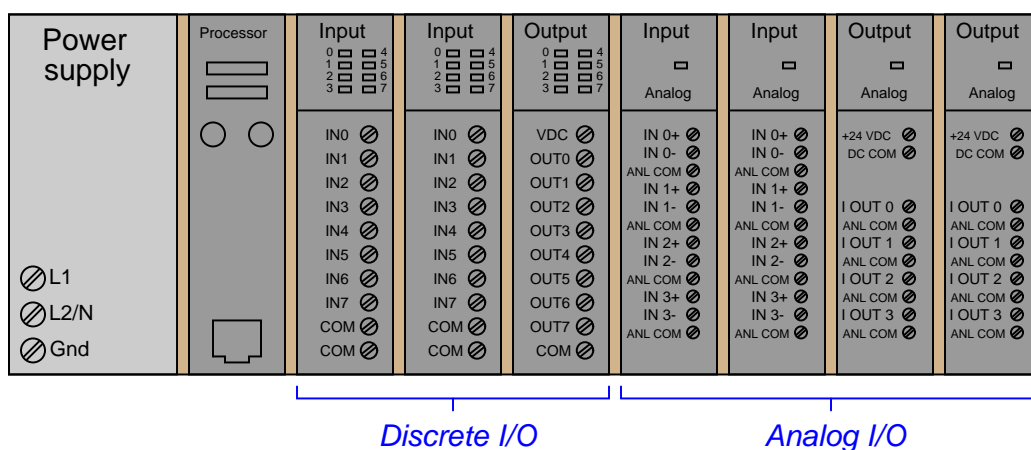 Power
supply
L1
L2/N
Gnd
Processor
Input
0 4
1 5
2 6
3 7
IN0
IN1
IN2
IN3
IN4
IN5
IN6
IN7
COM
COM
Input
0 4
1 5
2 6
3 7
IN0
IN1
IN2
IN3
IN4
IN5
IN6
IN7
COM
COM
Output
0 4
1 5
2 6
3 7
VDC
OUT0
OUT1
OUT2
OUT3
OUT4
OUT5
OUT6
OUT7
COM
Input
Analog
IN 0+
IN 0-
ANL COM
IN 1+
IN 1-
ANL COM
IN 2+
IN 2-
ANL COM
IN 3+
IN 3-
ANL COM
Input
Analog
IN 0+
IN 0-
ANL COM
IN 1+
IN 1-
ANL COM
IN 2+
IN 2-
ANL COM
IN 3+
IN 3-
ANL COM
Output
Analog
+24 VDC
DC COM
I OUT 0
ANL COM
I OUT 1
ANL COM
I OUT 2
ANL COM
I OUT 3
ANL COM
Output
Analog
+24 VDC
DC COM
I OUT 0
ANL COM
I OUT 1
ANL COM
I OUT 2
ANL COM
I OUT 3
ANL COM
Discrete I/O
Analog I/O